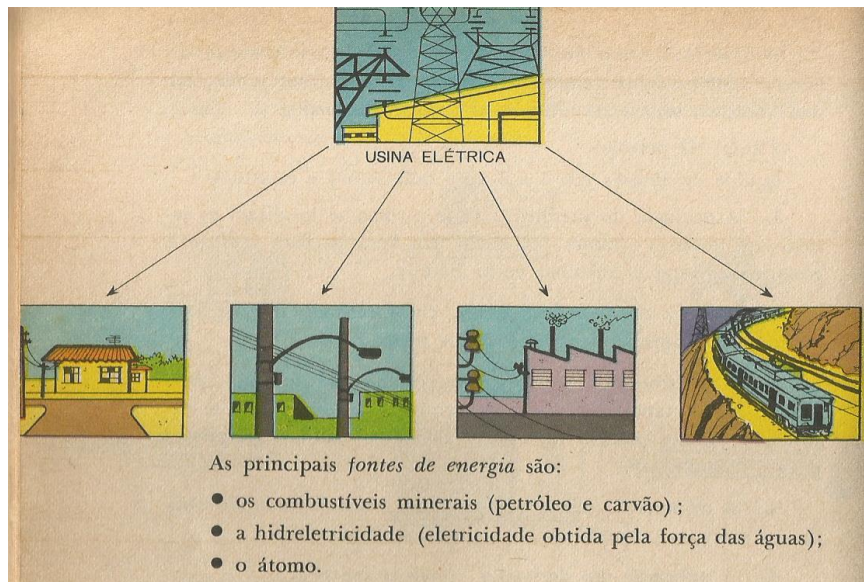 USINA ELÉTRICA
As principais fontes de energia são:
● os combustíveis minerais (petróleo e carvão) ;
● a hidreletricidade (eletricidade obtida pela força das águas);
● o átomo.